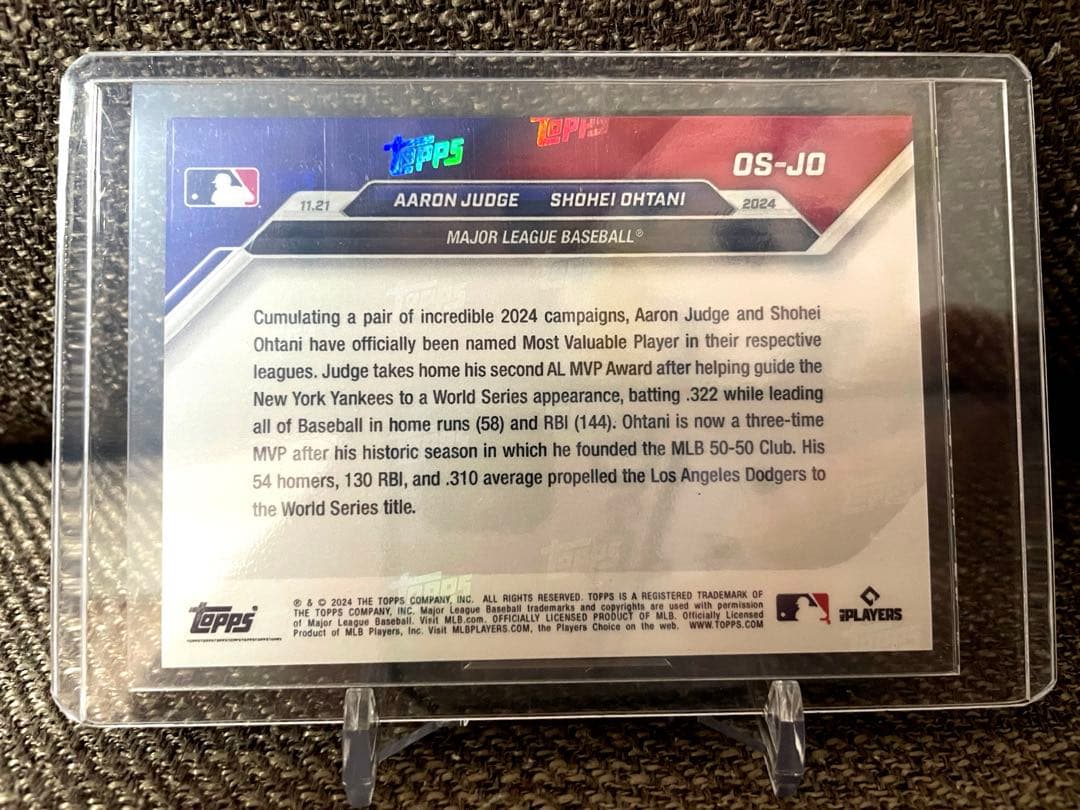 TOPPS
TOPPS
OS-JO
11.21
AARON JUDGE SHOHEI OHTANI
2024
MAJOR LEAGUE BASEBALL®
Cumulating a pair of incredible 2024 campaigns, Aaron Judge and Shohei
Ohtani have officially been named Most Valuable Player in their respective
leagues. Judge takes home his second AL MVP Award after helping guide the
New York Yankees to a World Series appearance, batting .322 while leading
all of Baseball in home runs (58) and RBI (144). Ohtani is now a three-time
MVP after his historic season in which he founded the MLB 50-50 Club. His
54 homers, 130 RBI, and .310 average propelled the Los Angeles Dodgers to
the World Series title.
TOPPS
TOPPS
TOPPS
Topps
® & © 2024 THE TOPPS COMPANY, INC. ALL RIGHTS RESERVED. TOPPS IS A REGISTERED TRADEMARK OF
THE TOPPS COMPANY, INC. Major League Baseball trademarks and copyrights are used with permission
of Major League Baseball. Visit MLB.com. OFFICIALLY LICENSED PRODUCT OF MLB. Officially Licensed
Product of MLB Players, Inc. Visit MLBPLAYERS.COM, the Players Choice on the web. WWW.TOPPS.COM
PLAYERS